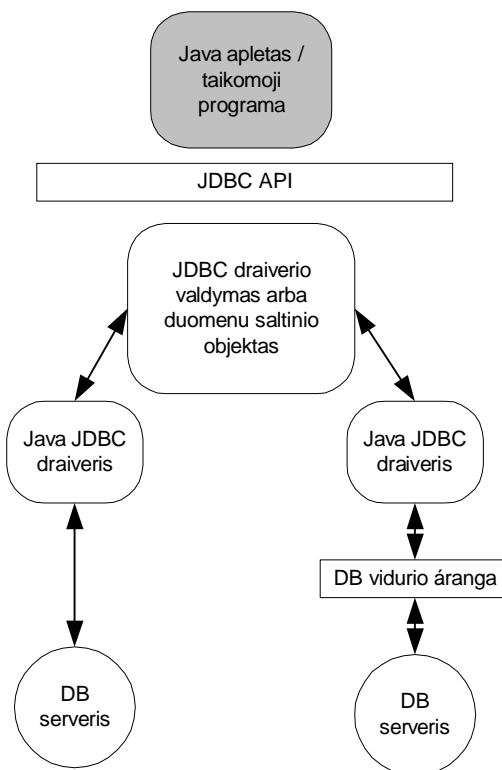 Java apletas /
taikomoji
programa
JDBC API
JDBC draiverio
valdymas arba
duomenu saltinio
objektas
Java JDBC
draiveris
Java JDBC
draiveris
DB vidurio áranga
DB
serveris
DB
serveris